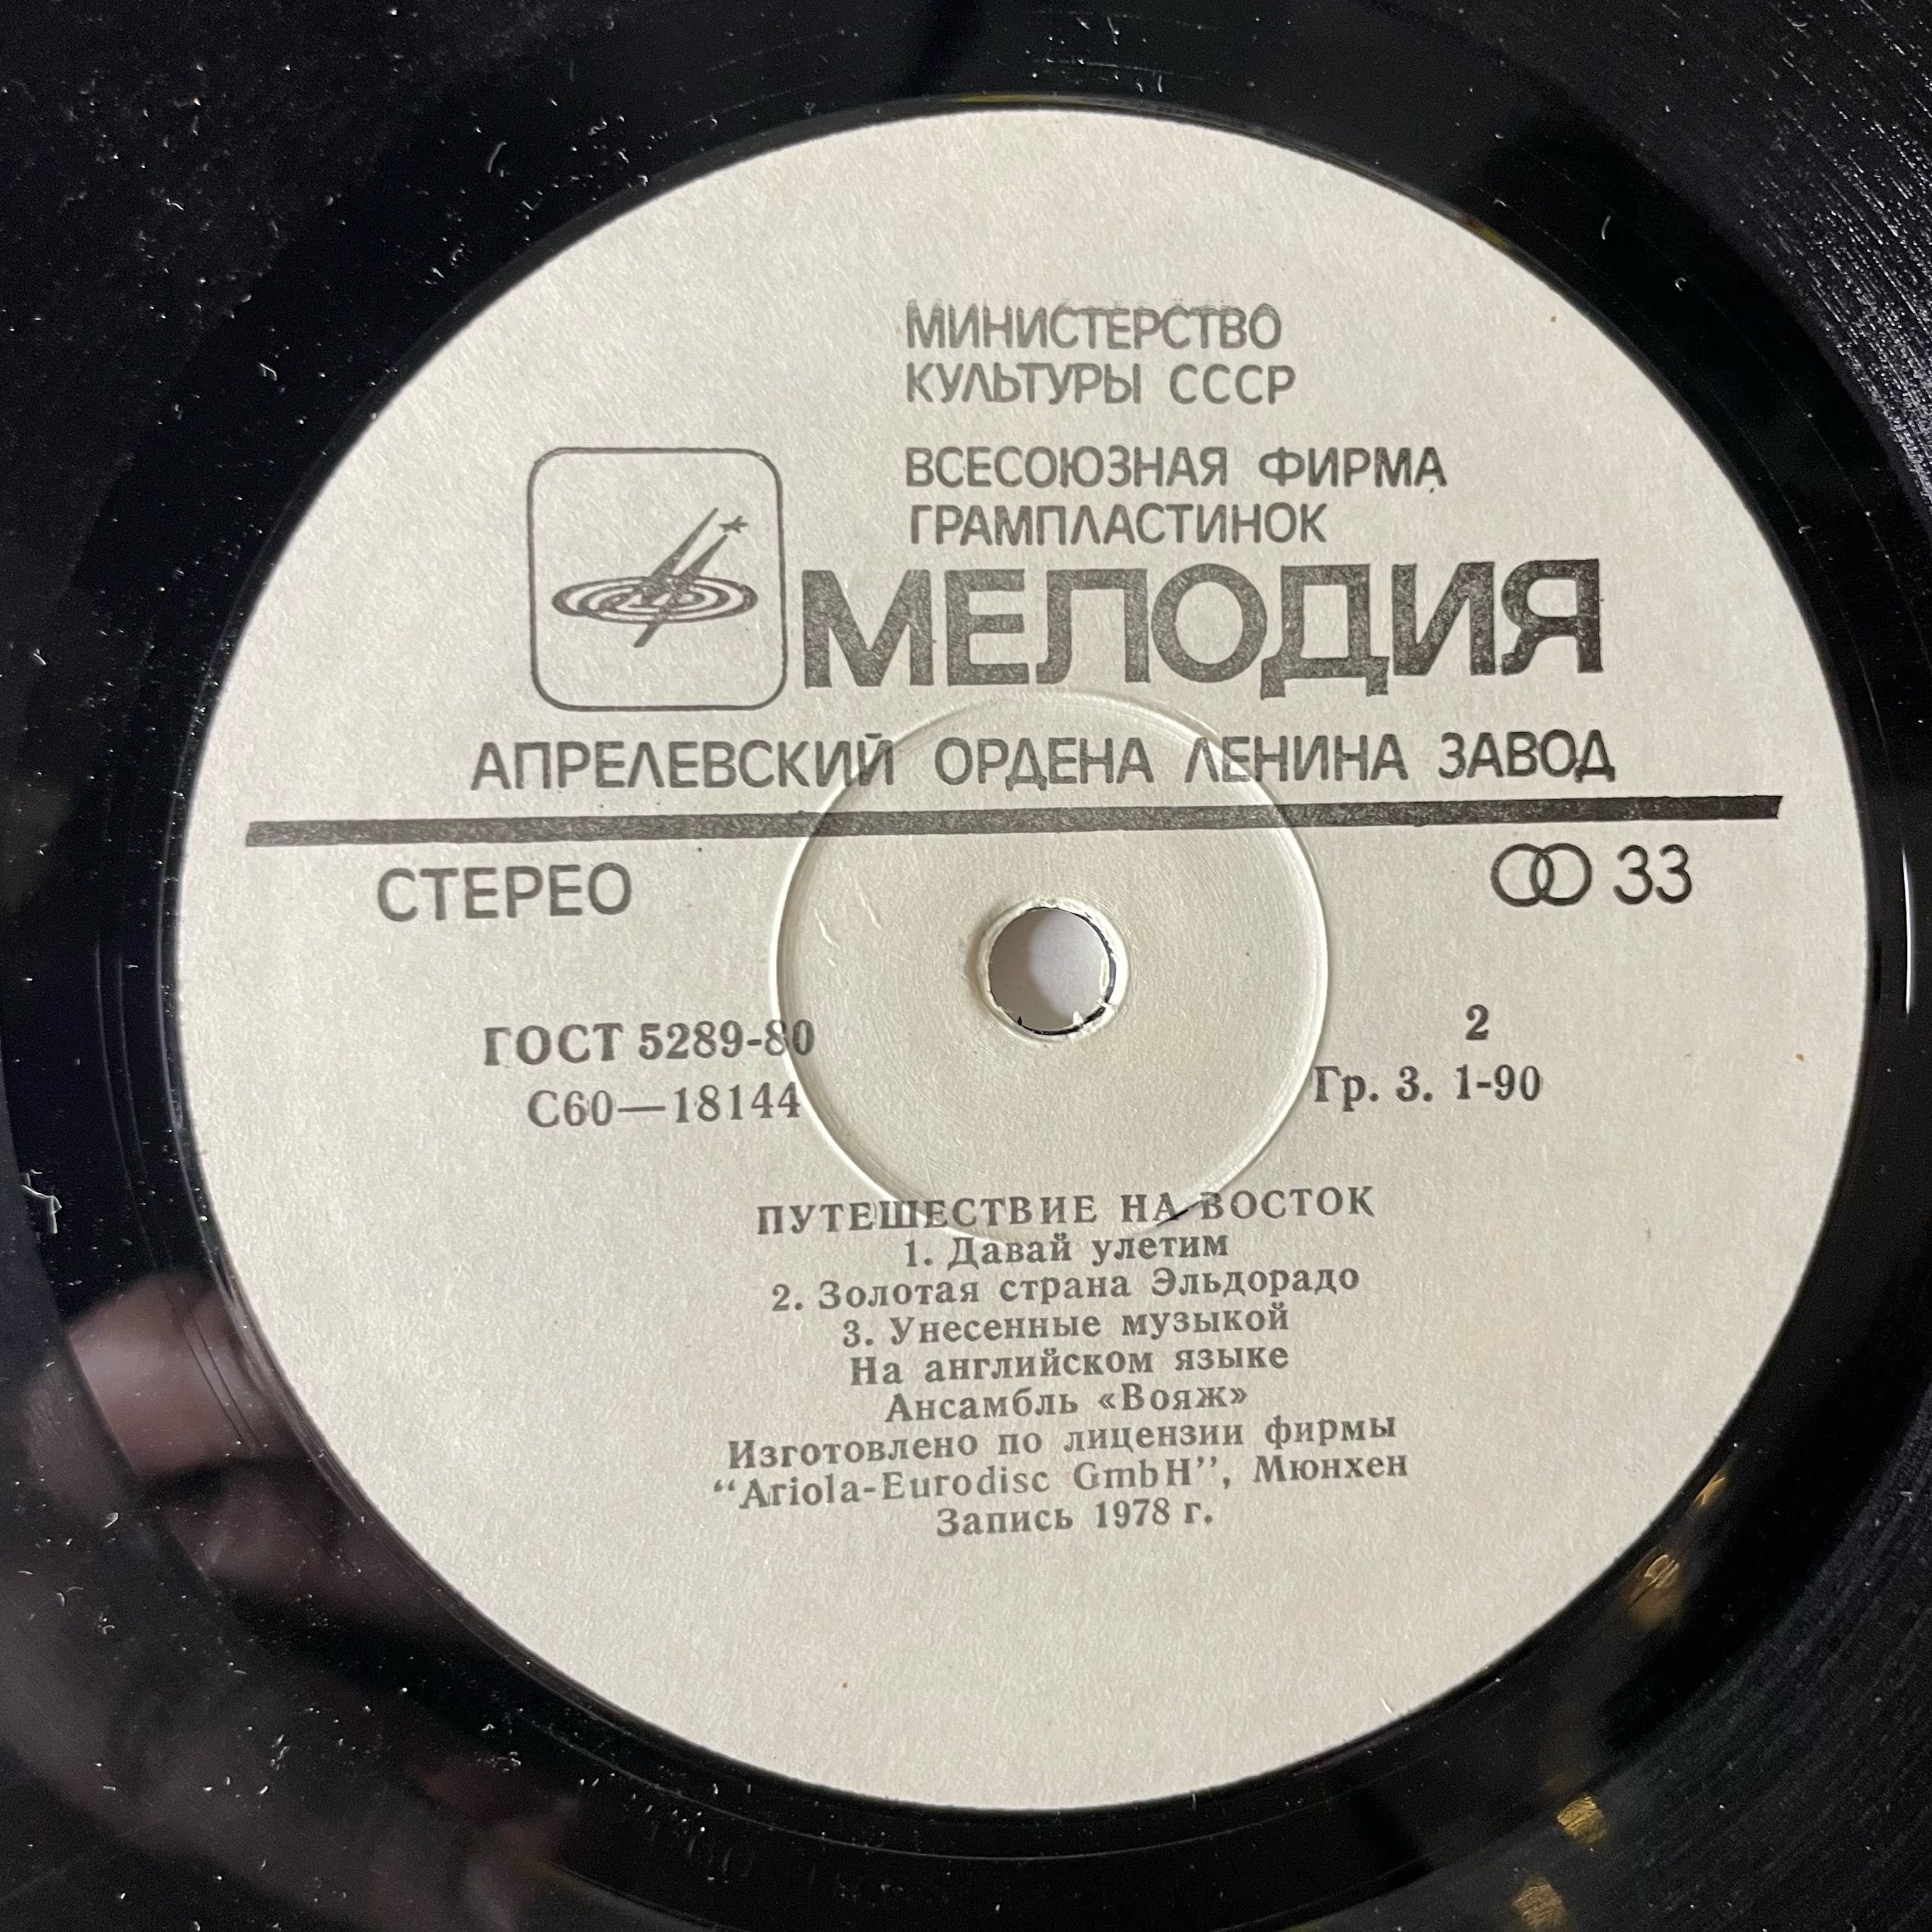 МИНИСТЕРСТВО
КУЛЬТУРЫ СССР
ВСЕСОЮЗНАЯ ФИРМА
ГРАМПЛАСТИНОК
МЕЛОДИЯ
АПРЕЛЕВСКИЙ ОРДЕНА ЛЕНИНА ЗАВОД
СТЕРЕО
33
ГОСТ 5289-80
С60—18144
2
Гр. 3. 1-90
ПУТЕШЕСТВИЕ НА ВОСТОК
1. Давай улетим
2. Золотая страна Эльдорадо
3. Унесенные музыкой
На английском языке
Ансамбль «Вояж»
Изготовлено по лицензии фирмы
“Ariola-Eurodisc GmbH”, Мюнхен
Запись 1978 г.